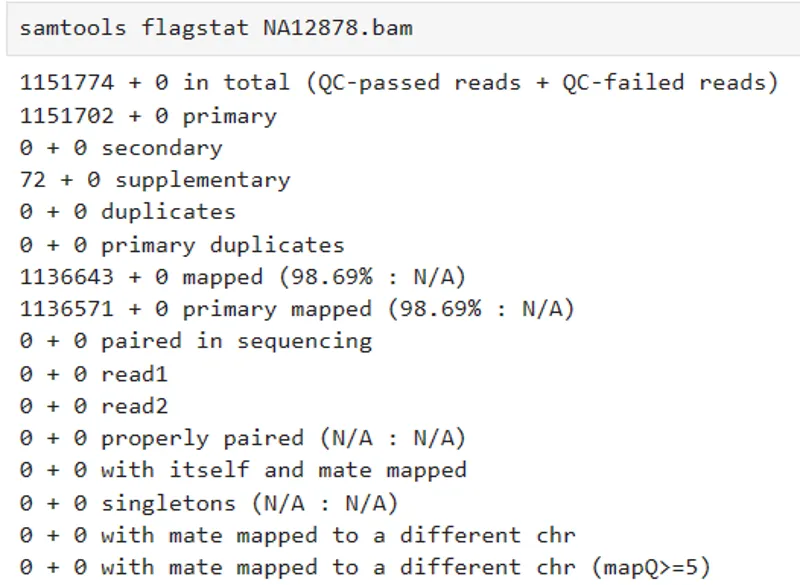 samtools flagstat NA12878.bam
1151774 + 0 in total (QC-passed reads + QC-failed reads)
1151702 + 0 primary
0 + 0 secondary
72 + 0 supplementary
0 + 0 duplicates
0 + 0 primary duplicates
1136643 + 0 mapped (98.69% : N/A)
1136571 + 0 primary mapped (98.69% : N/A)
0 + 0 paired in sequencing
0 + 0 read1
0 + 0 read2
0 + 0 properly paired (N/A : N/A)
0 + 0 with itself and mate mapped
0 + 0 singletons (N/A : N/A)
0 + 0 with mate mapped to a different chr
0 + 0 with mate mapped to a different chr (mapQ>=5)